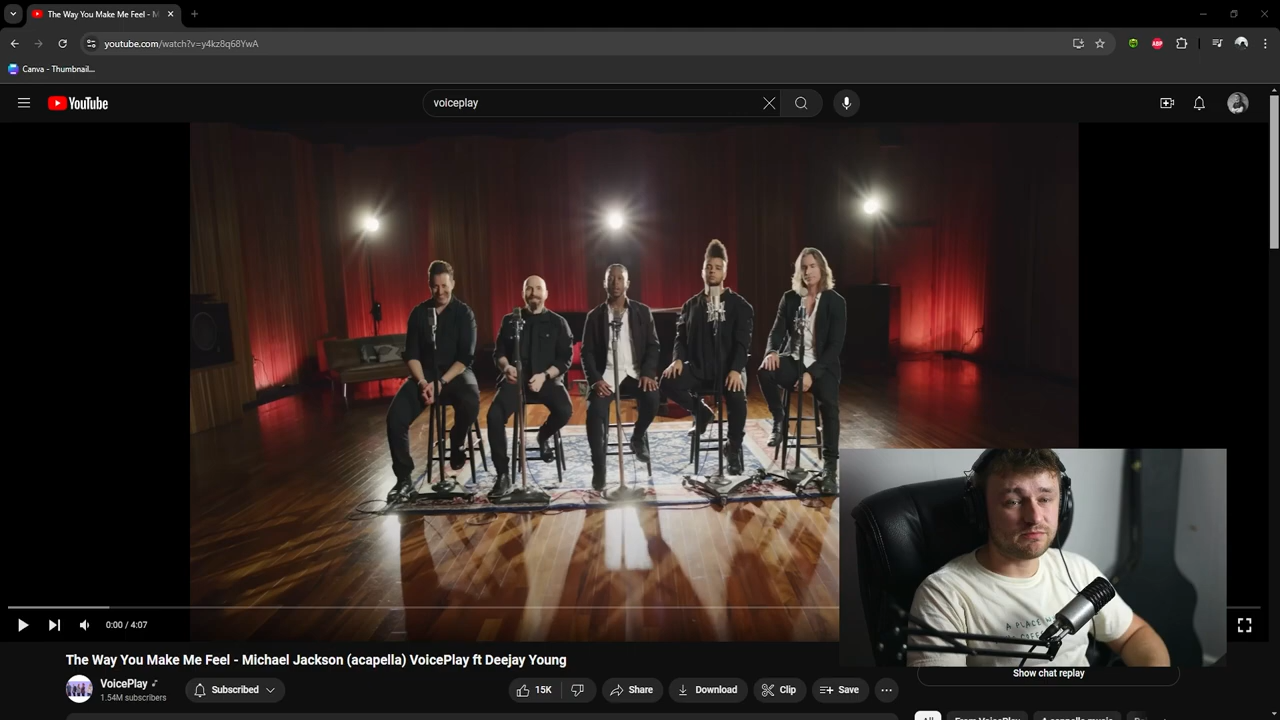 The Way You Make Me Feel - M
youtube.com/watch?v=y4kz8q68YwA
ABP
Canva - Thumbnail...
YouTube
voiceplay
0:00 / 4:07
A PLACE
The Way You Make Me Feel - Michael Jackson (acapella) VoicePlay ft Deejay Young
VoicePlay
1.54M subscribers
Subscribed
15K
Share
Download
Clip
Save
Show chat replay
All
From VoicePlay
A cappella music